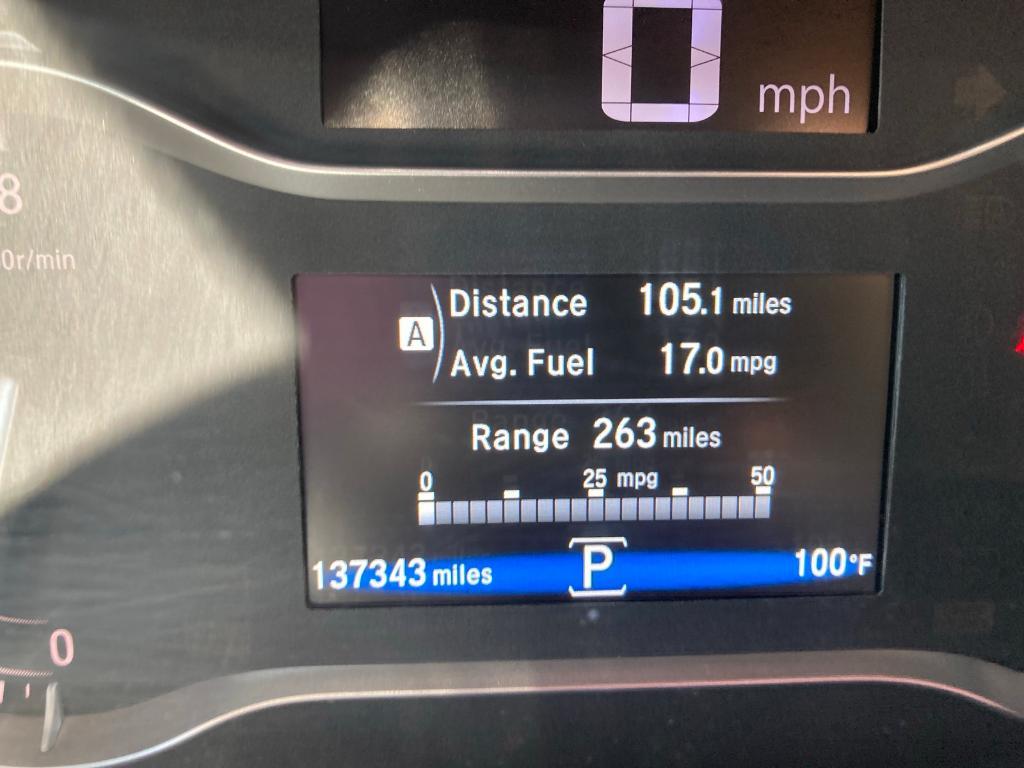 0 mph
8
0r/min
Distance 105.1 miles
A
Avg. Fuel 17.0 mpg
Range 263 miles
0 25 mpg 50
137343 miles P 100°F
0